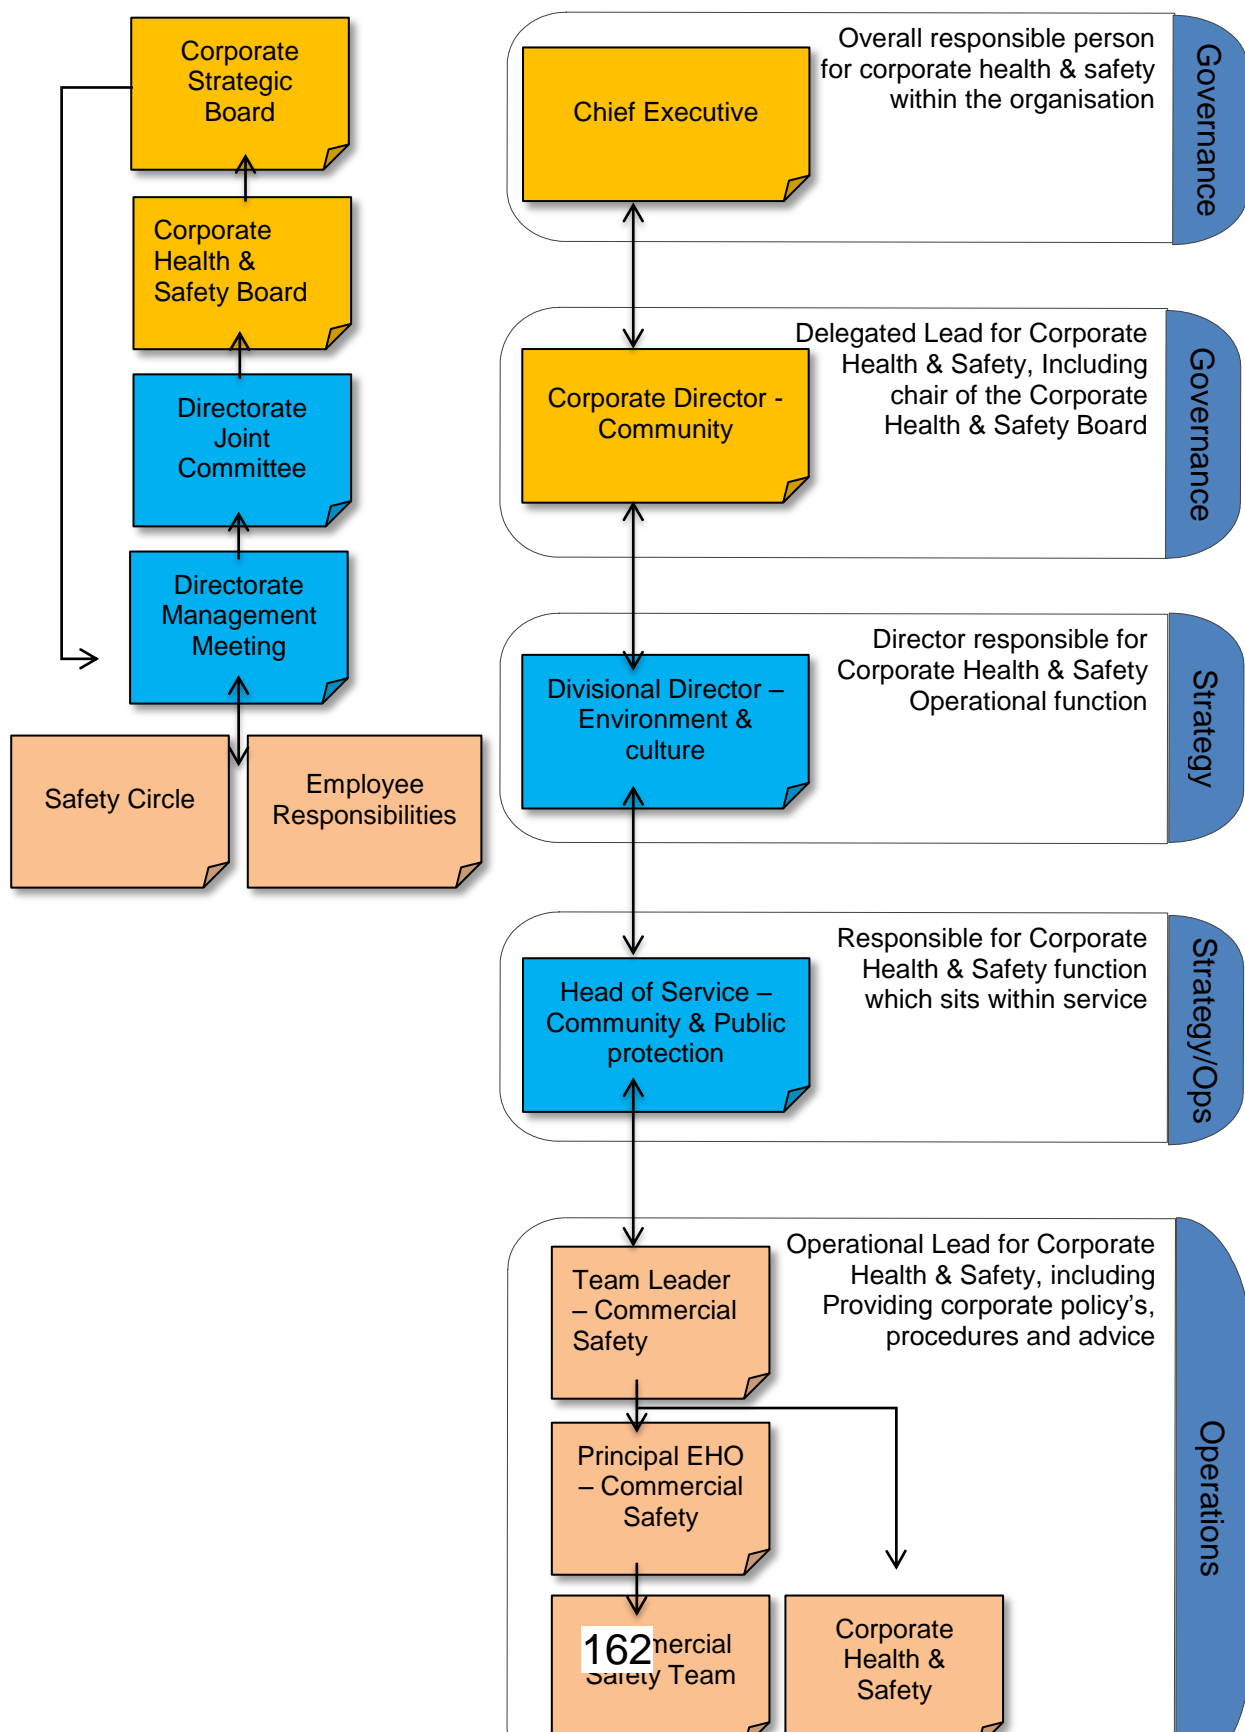 Corporate
Strategic
Board
Corporate
Health &
Safety Board
Directorate
Joint
Committee
Directorate
Management
Meeting
Safety Circle
Employee
Responsibilities
Chief Executive
Overall responsible person
for corporate health & safety
within the organisation
Governance
Corporate Director -
Community
Delegated Lead for Corporate
Health & Safety, Including
chair of the Corporate
Health & Safety Board
Governance
Divisional Director –
Environment &
culture
Director responsible for
Corporate Health & Safety
Operational function
Strategy
Head of Service –
Community & Public
protection
Responsible for Corporate
Health & Safety function
which sits within service
Strategy/Ops
Team Leader
– Commercial
Safety
Operational Lead for Corporate
Health & Safety, including
Providing corporate policy’s,
procedures and advice
Principal EHO
– Commercial
Safety
Operations
162
mercial
Safety Team
Corporate
Health &
Safety